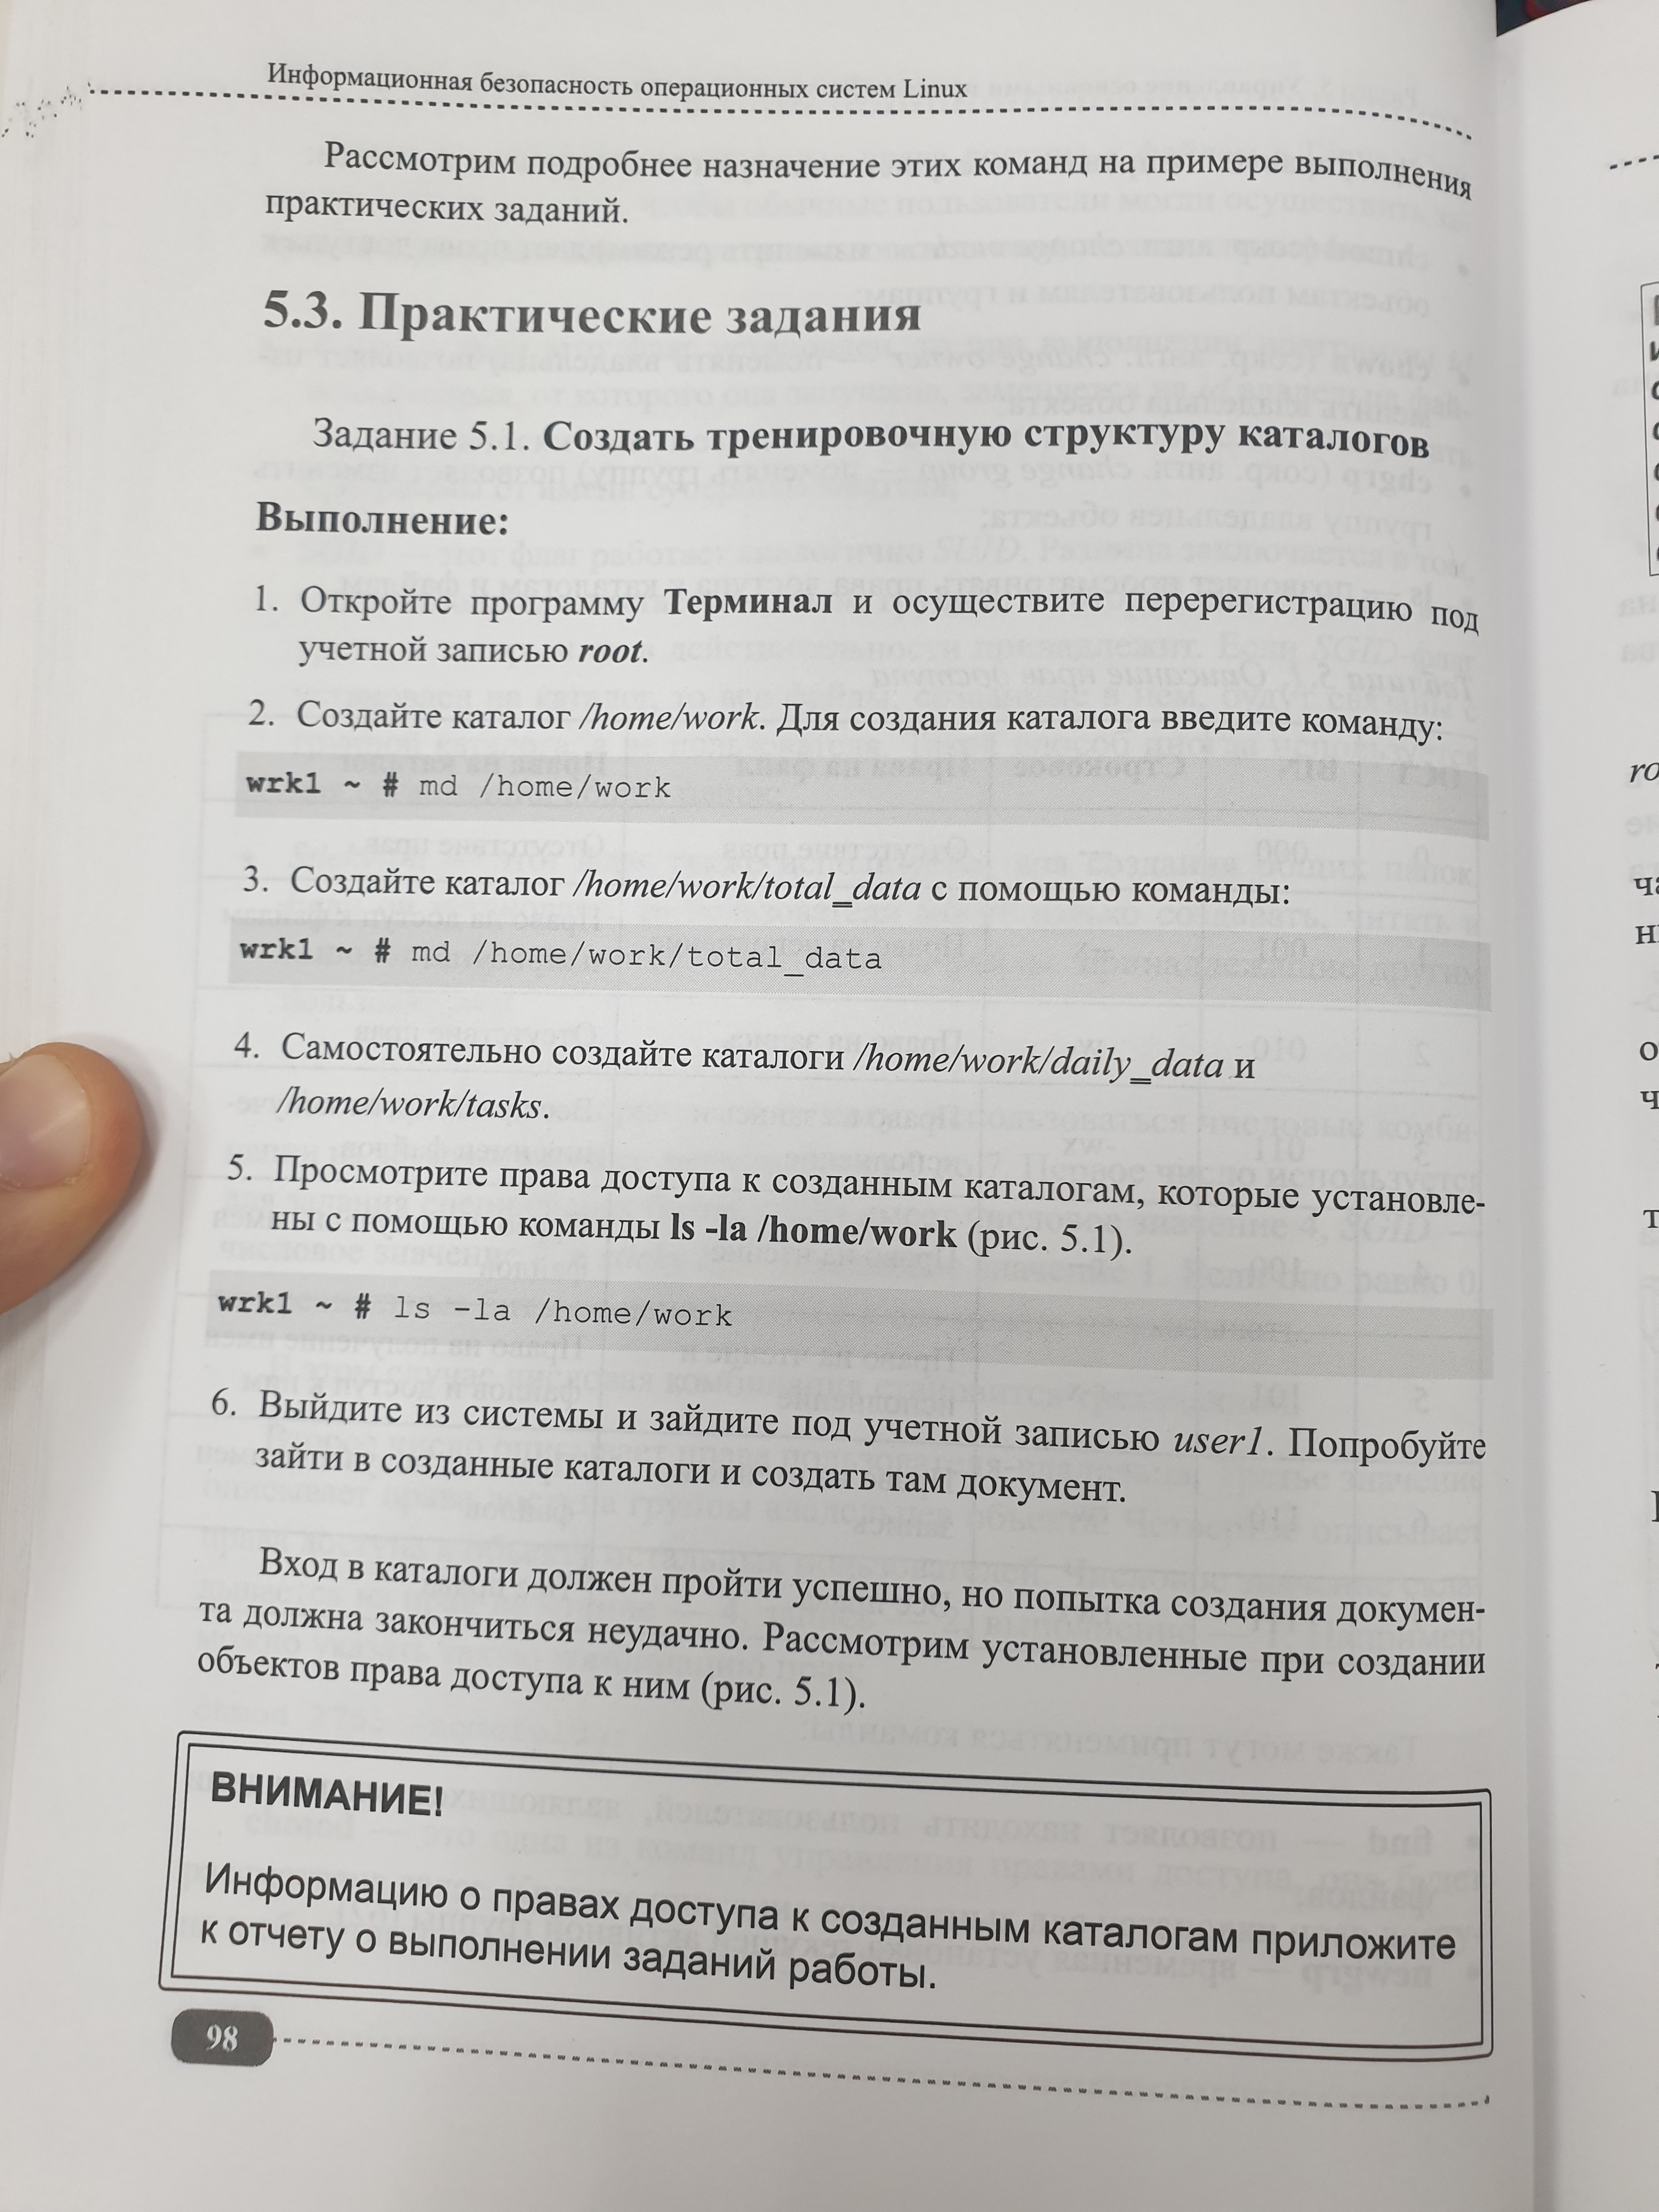 Информационная безопасность операционных систем Linux
Рассмотрим подробнее назначение этих команд на примере выполнения
практических заданий.
5.3. Практические задания
Задание 5.1. Создать тренировочную структуру каталогов
Выполнение:
1. Откройте программу Терминал и осуществите перерегистрацию под
учетной записью root.
2. Создайте каталог /home/work. Для создания каталога введите команду:
wrk1 ~ # md /home/work
3. Создайте каталог /home/work/total_data с помощью команды:
wrk1 ~ # md /home/work/total_data
4. Самостоятельно создайте каталоги /home/work/daily_data и
/home/work/tasks.
5. Просмотрите права доступа к созданным каталогам, которые установле-
ны с помощью команды ls -la /home/work (рис. 5.1).
wrk1 ~ # ls -la /home/work
6. Выйдите из системы и зайдите под учетной записью user1. Попробуйте
зайти в созданные каталоги и создать там документ.
Вход в каталоги должен пройти успешно, но попытка создания докумен-
та должна закончиться неудачно. Рассмотрим установленные при создании
объектов права доступа к ним (рис. 5.1).
ВНИМАНИЕ!
Информацию о правах доступа к созданным каталогам приложите
к отчету о выполнении заданий работы.
98